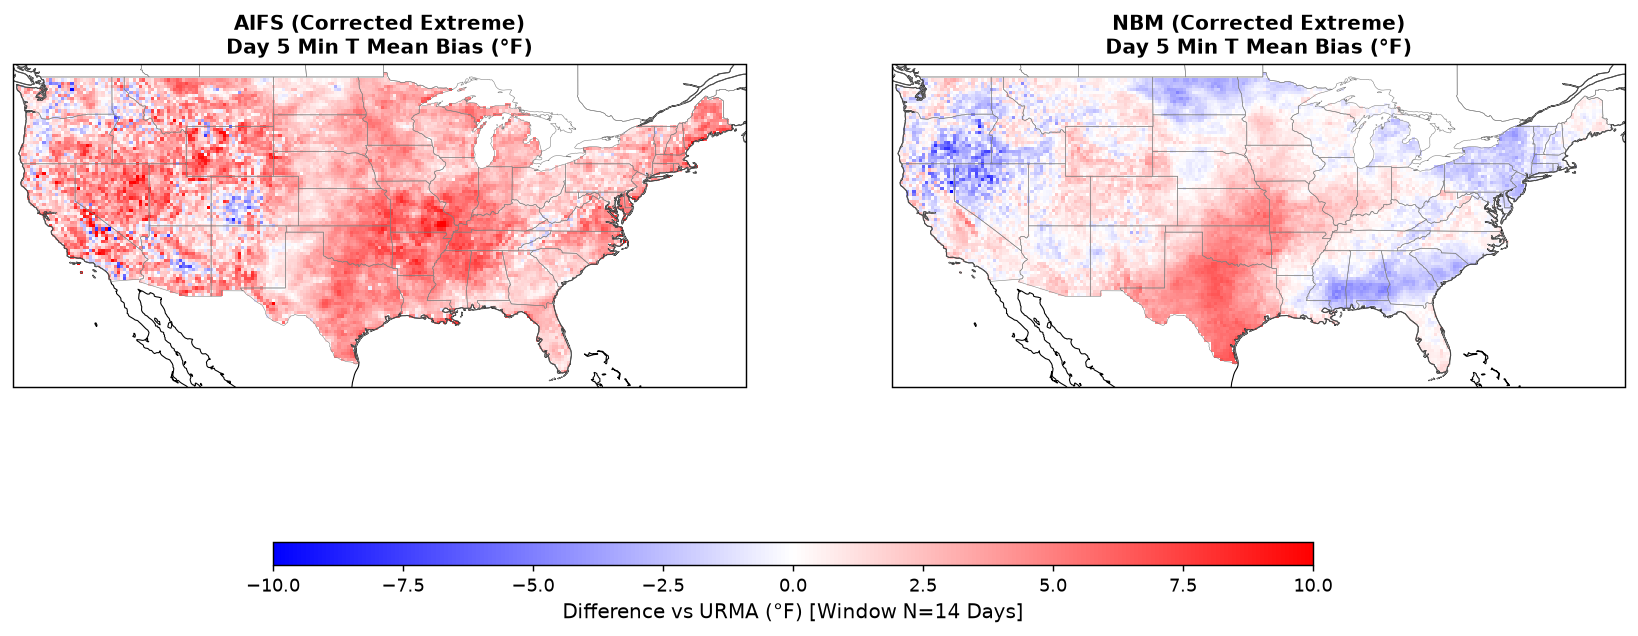 AIFS (Corrected Extreme)
Day 5 Min T Mean Bias (°F)
NBM (Corrected Extreme)
Day 5 Min T Mean Bias (°F)
−10.0 −7.5 −5.0 −2.5 0.0 2.5 5.0 7.5 10.0
Difference vs URMA (°F) [Window N=14 Days]